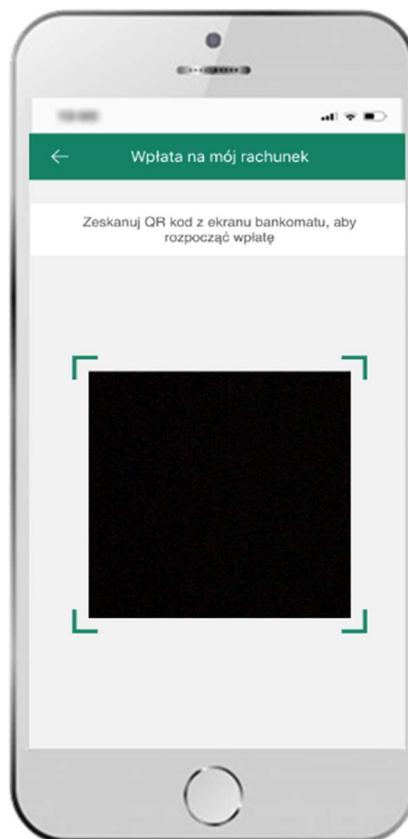 Wpłata na mój rachunek
Zeskanuj QR kod z ekranu bankomatu, aby
rozpocząć wpłatę